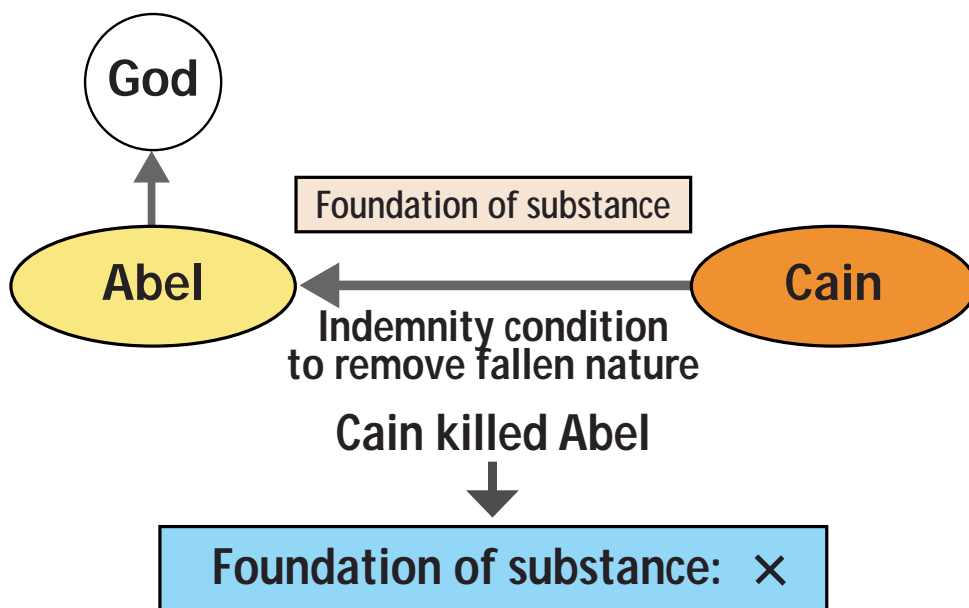 God
Foundation of substance
Abel
Cain
Indemnity condition
to remove fallen nature
Cain killed Abel
Foundation of substance: ×